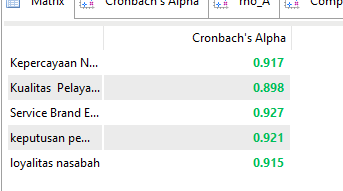 Matrix Cronbach's Alpha rho_A Comp
Cronbach's Alpha
Kepercayaan N... 0.917
Kualitas Pelaya... 0.898
Service Brand E... 0.927
keputusan pe... 0.921
loyalitas nasabah 0.915